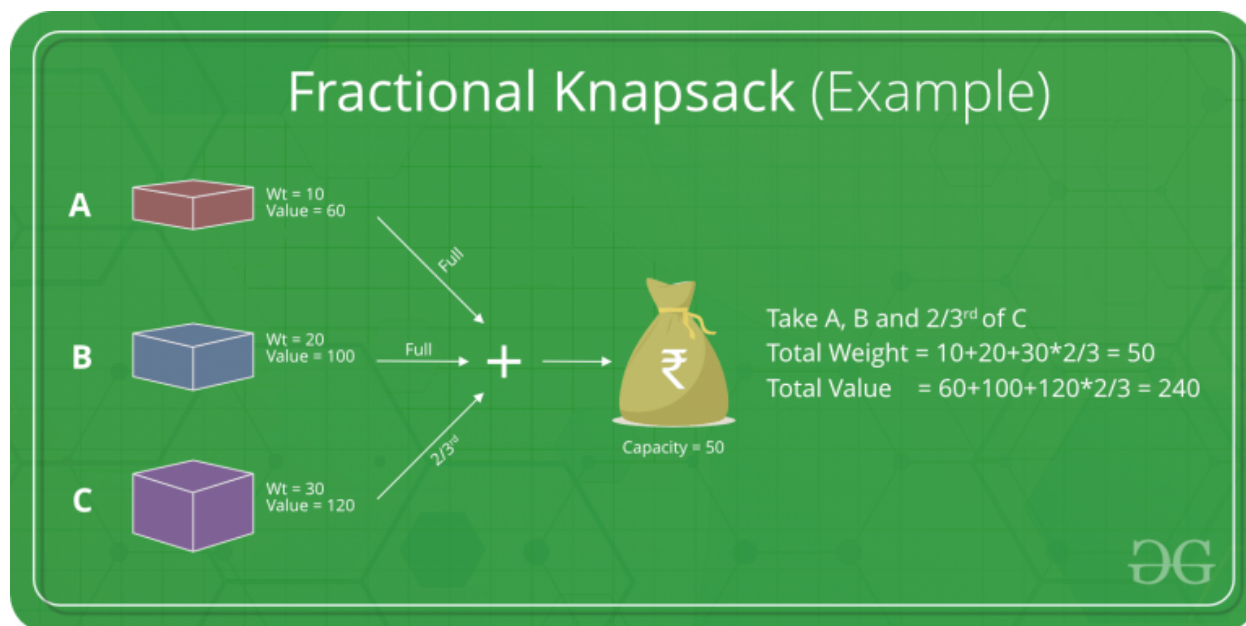 Fractional Knapsack (Example)
A
Wt = 10
Value = 60
Full
B
Wt = 20
Value = 100
Full
C
Wt = 30
Value = 120
2/3rd
+
₹
Capacity = 50
Take A, B and 2/3rd of C
Total Weight = 10+20+30*2/3 = 50
Total Value = 60+100+120*2/3 = 240
GG